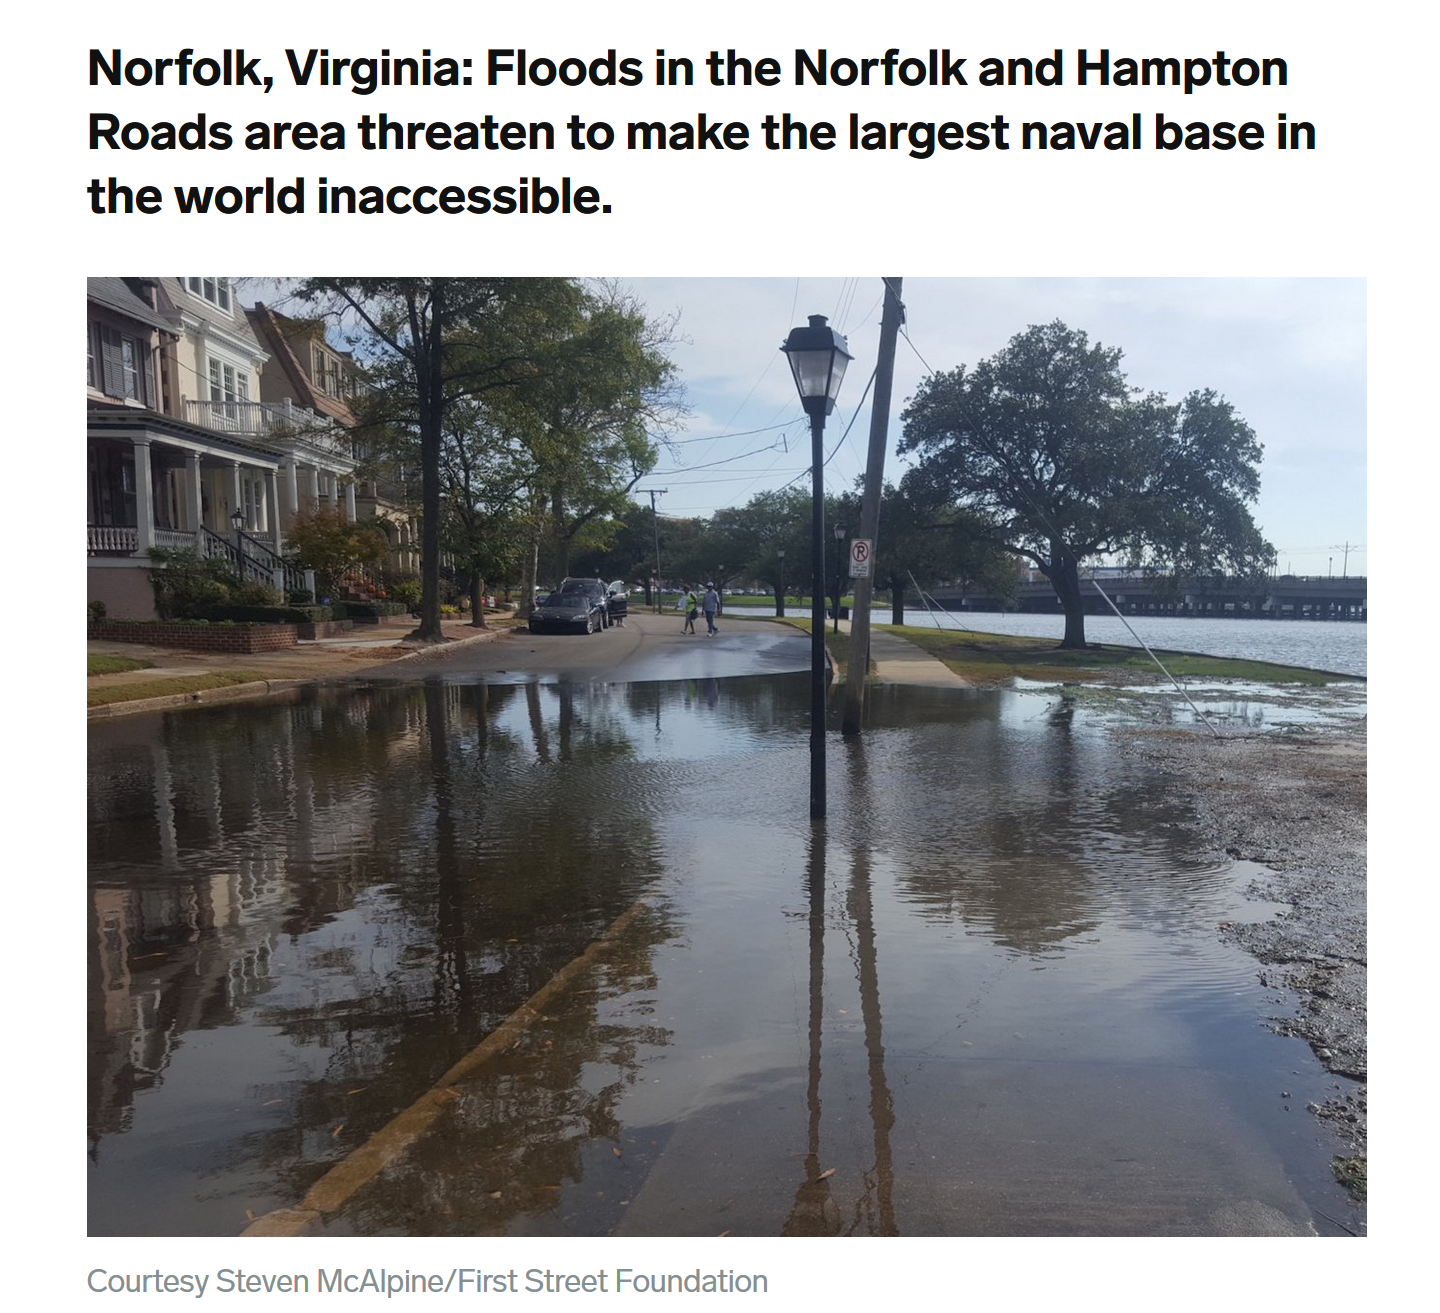 Norfolk, Virginia: Floods in the Norfolk and Hampton
Roads area threaten to make the largest naval base in
the world inaccessible.
R
Courtesy Steven McAlpine/First Street Foundation